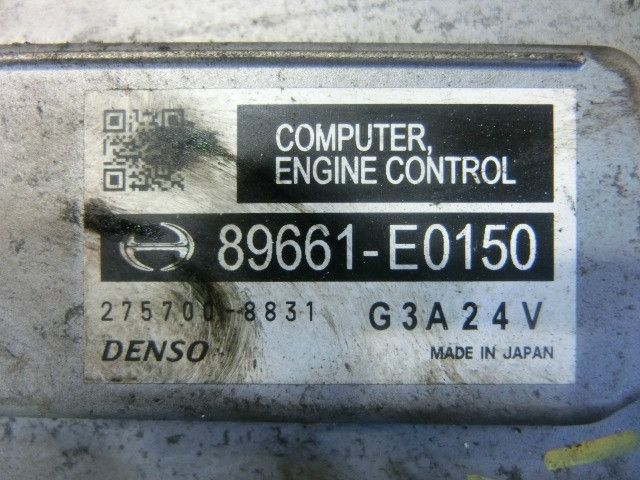 COMPUTER,
ENGINE CONTROL
89661-E0150
275700-8831 G3A24V
DENSO MADE IN JAPAN